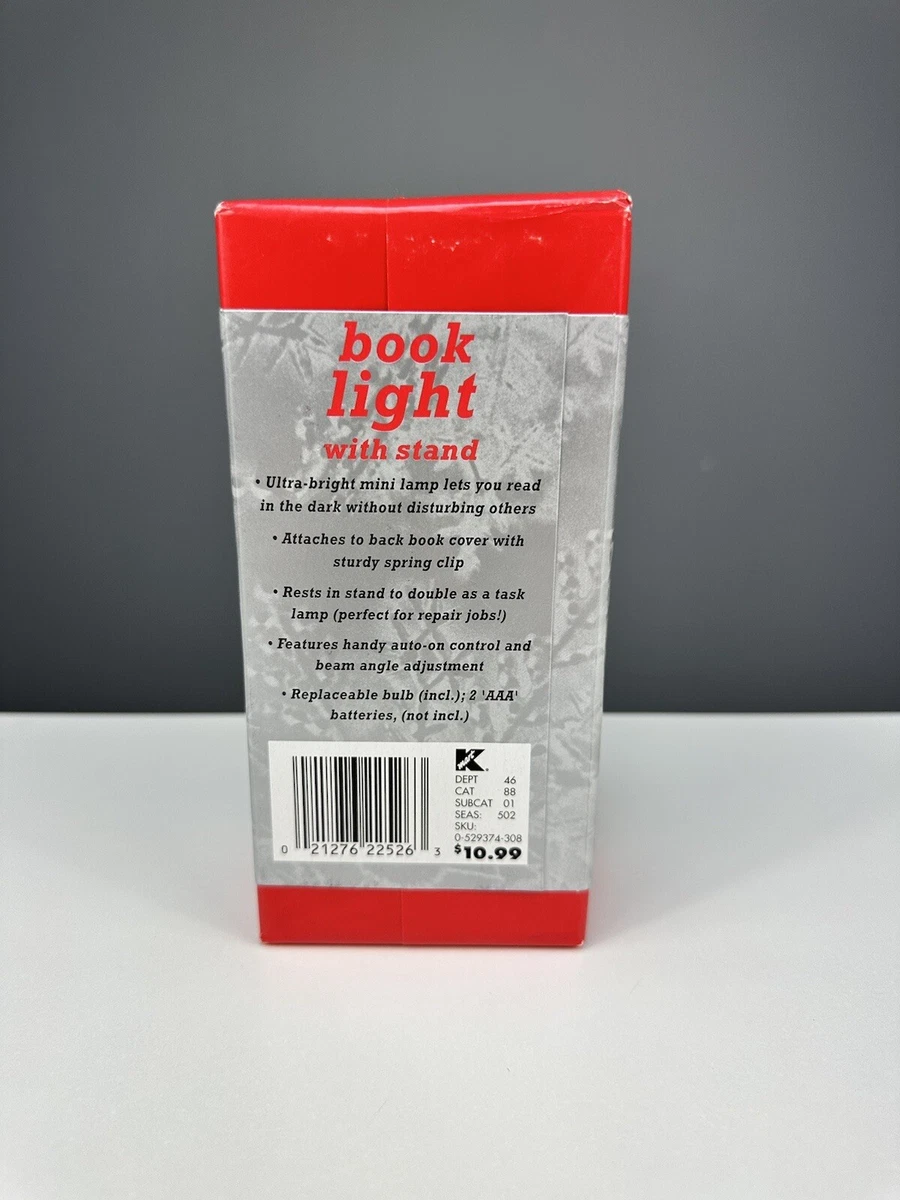 book
light
with stand
• Ultra-bright mini lamp lets you read
in the dark without disturbing others
• Attaches to back book cover with
sturdy spring clip
• Rests in stand to double as a task
lamp (perfect for repair jobs!)
• Features handy auto-on control and
beam angle adjustment
• Replaceable bulb (incl.); 2 'AAA'
batteries, (not incl.)
K
mart
DEPT 46
CAT 88
SUBCAT 01
SEAS: 502
SKU:
0-529374-308
$10.99
0 21276 22526 3